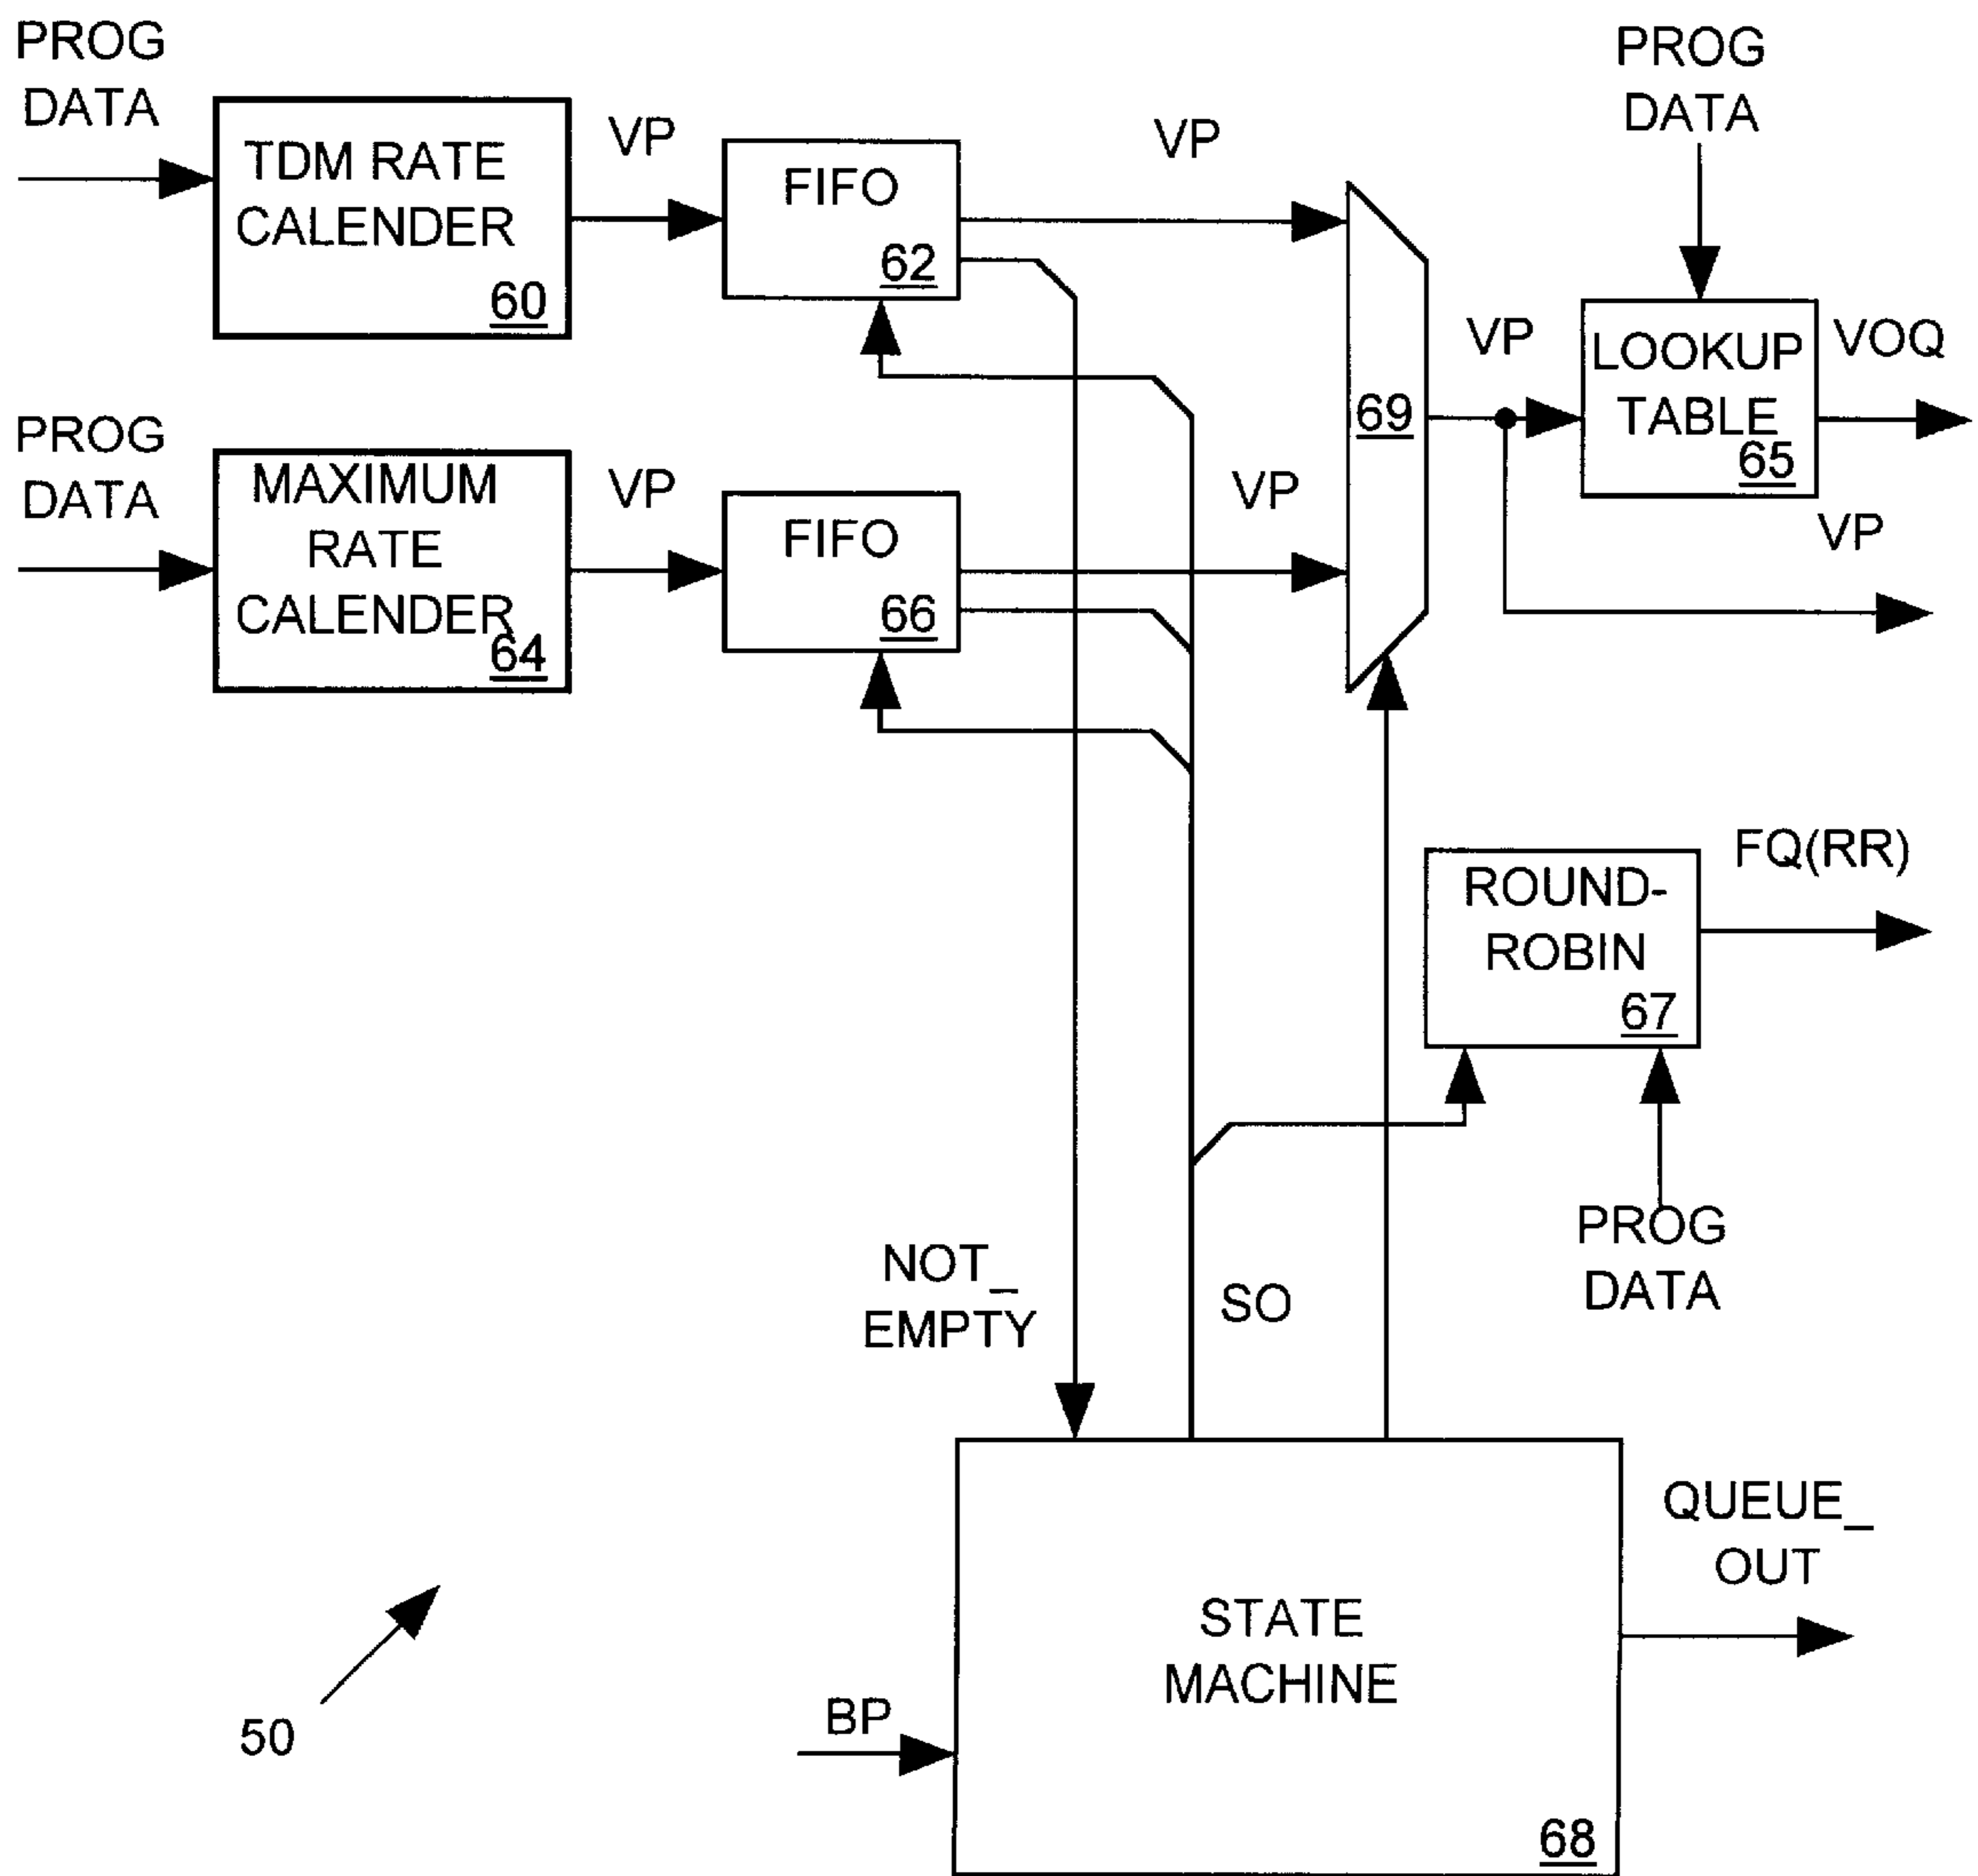 PROG
DATA
TDM RATE
CALENDER
60
VP
FIFO
62
VP
PROG
DATA
69
VP
LOOKUP
TABLE
65
VOQ
VP
PROG
DATA
MAXIMUM
RATE
CALENDER
64
VP
FIFO
66
VP
ROUND-
ROBIN
67
FQ(RR)
PROG
DATA
NOT_
EMPTY
SO
STATE
MACHINE
68
QUEUE_
OUT
BP
50